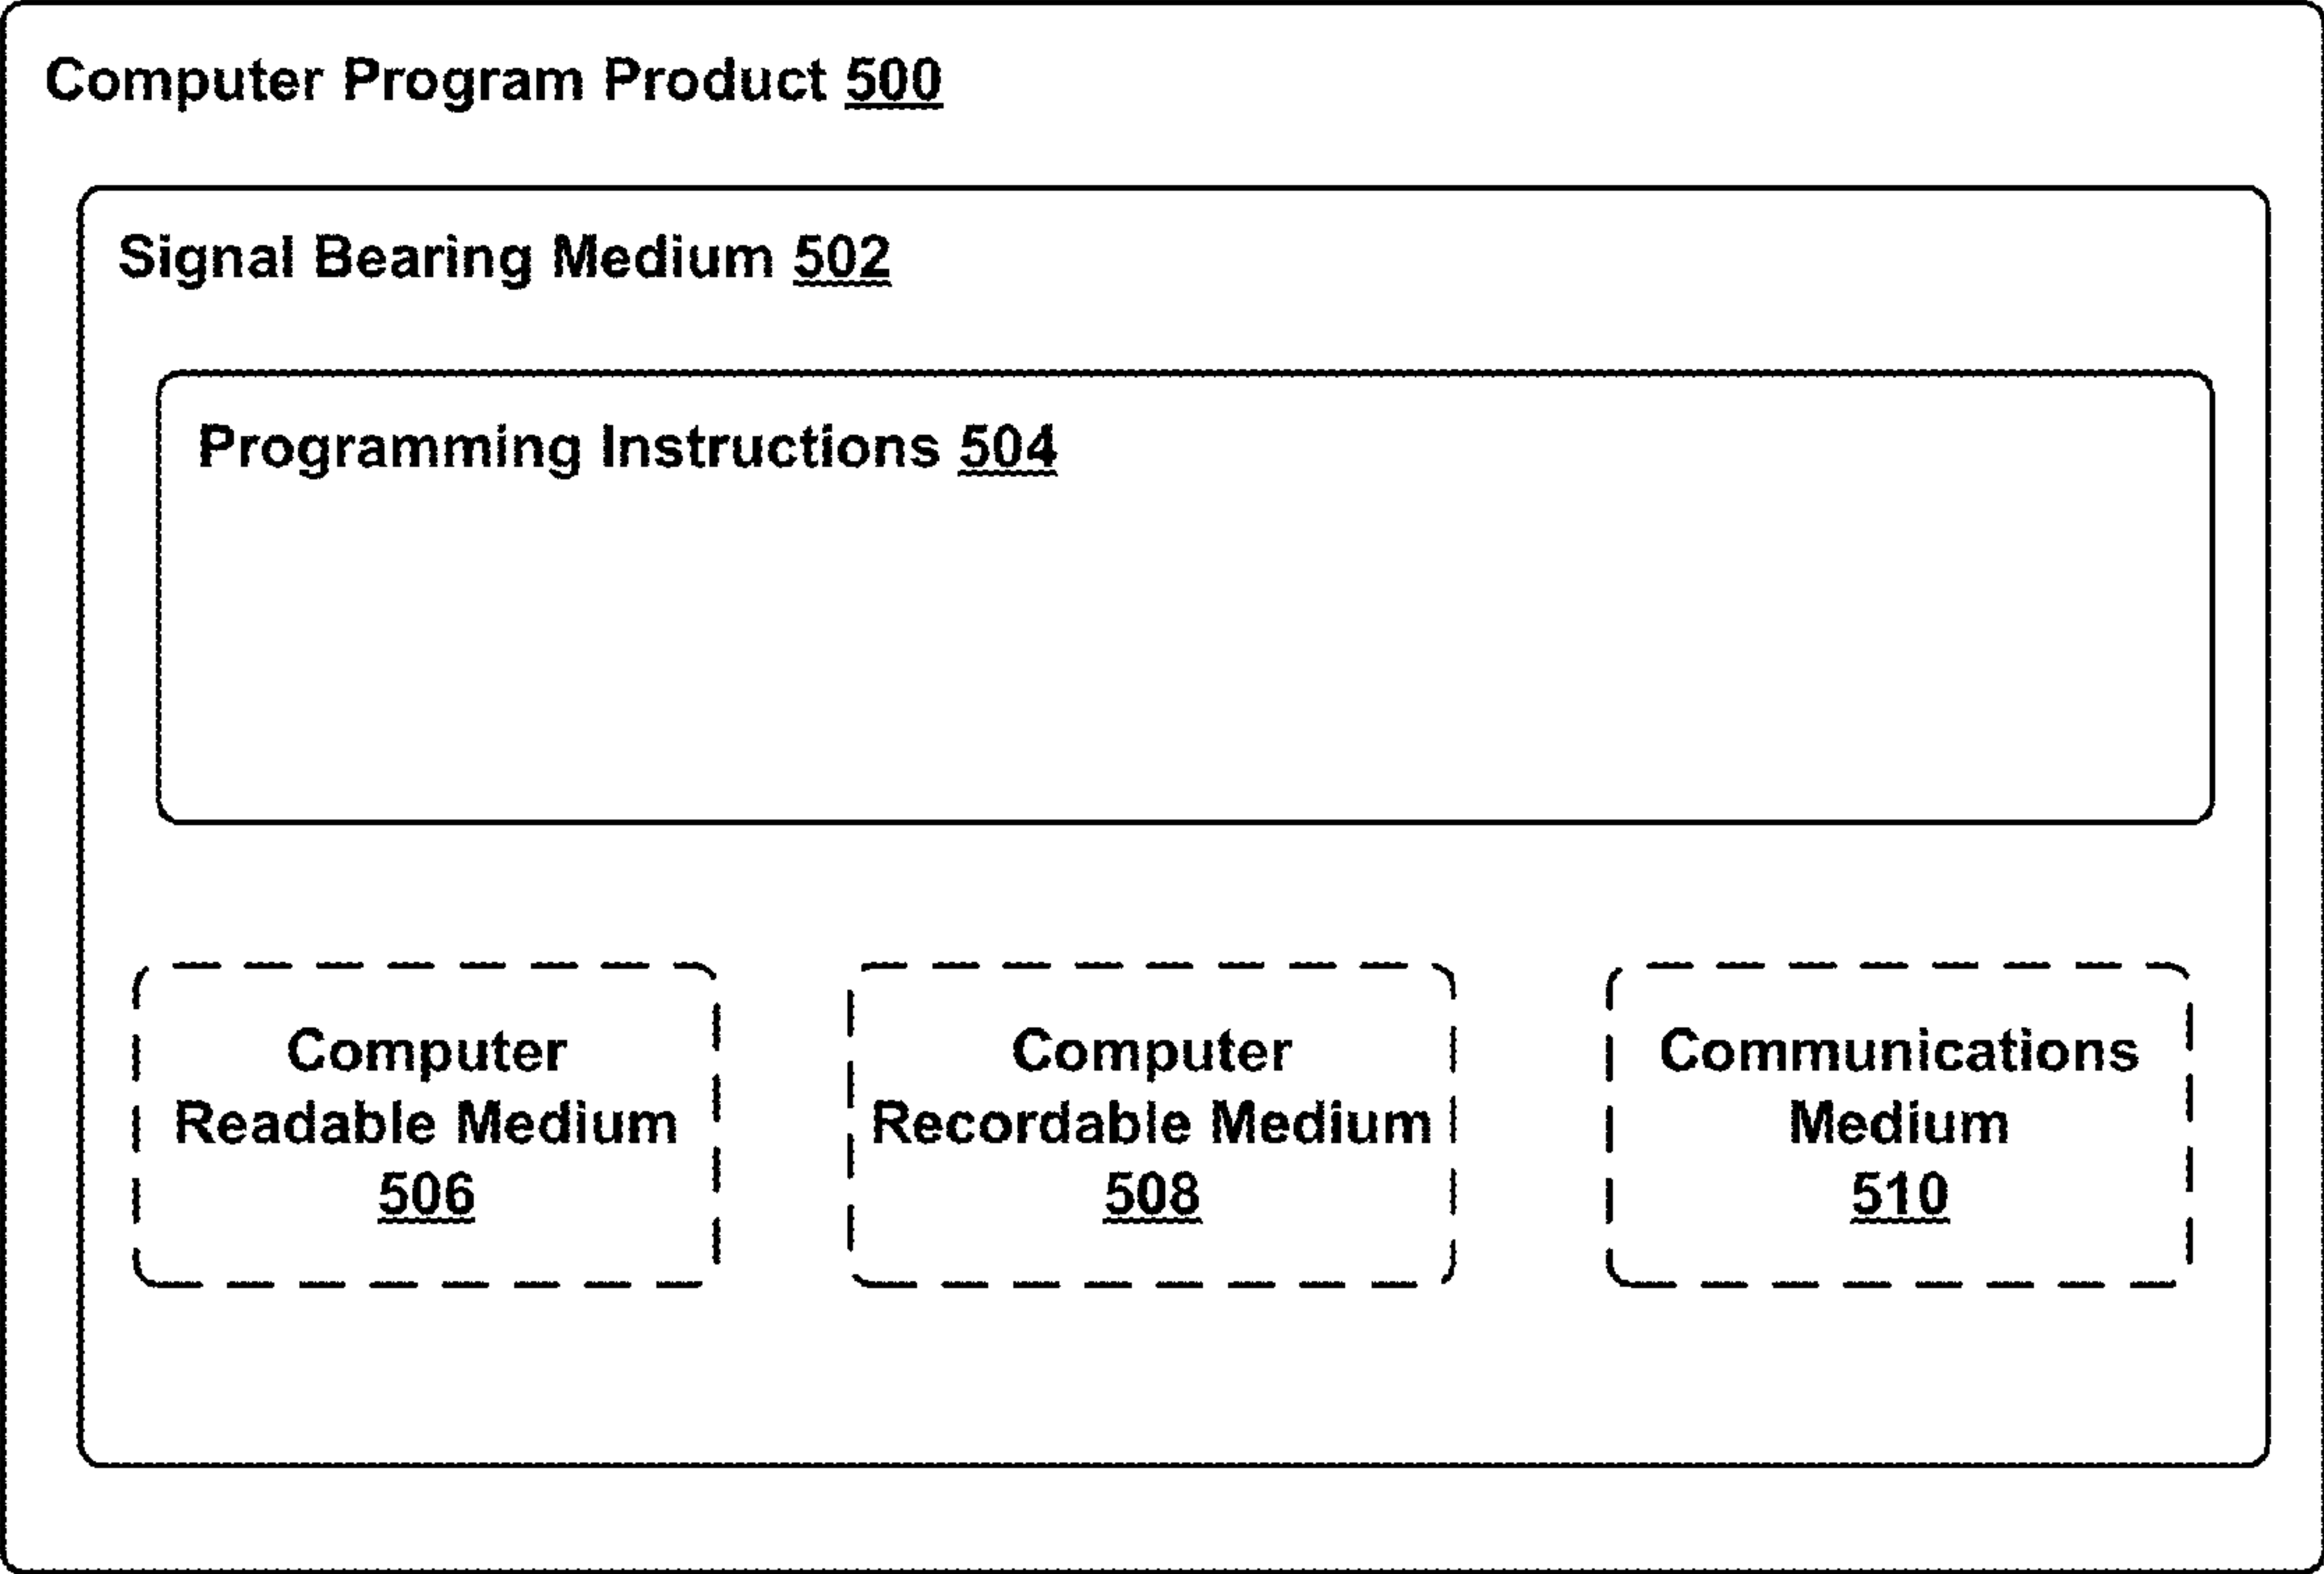 Computer Program Product 500
Signal Bearing Medium 502
Programming Instructions 504
Computer
Readable Medium
506
Computer
Recordable Medium
508
Communications
Medium
510